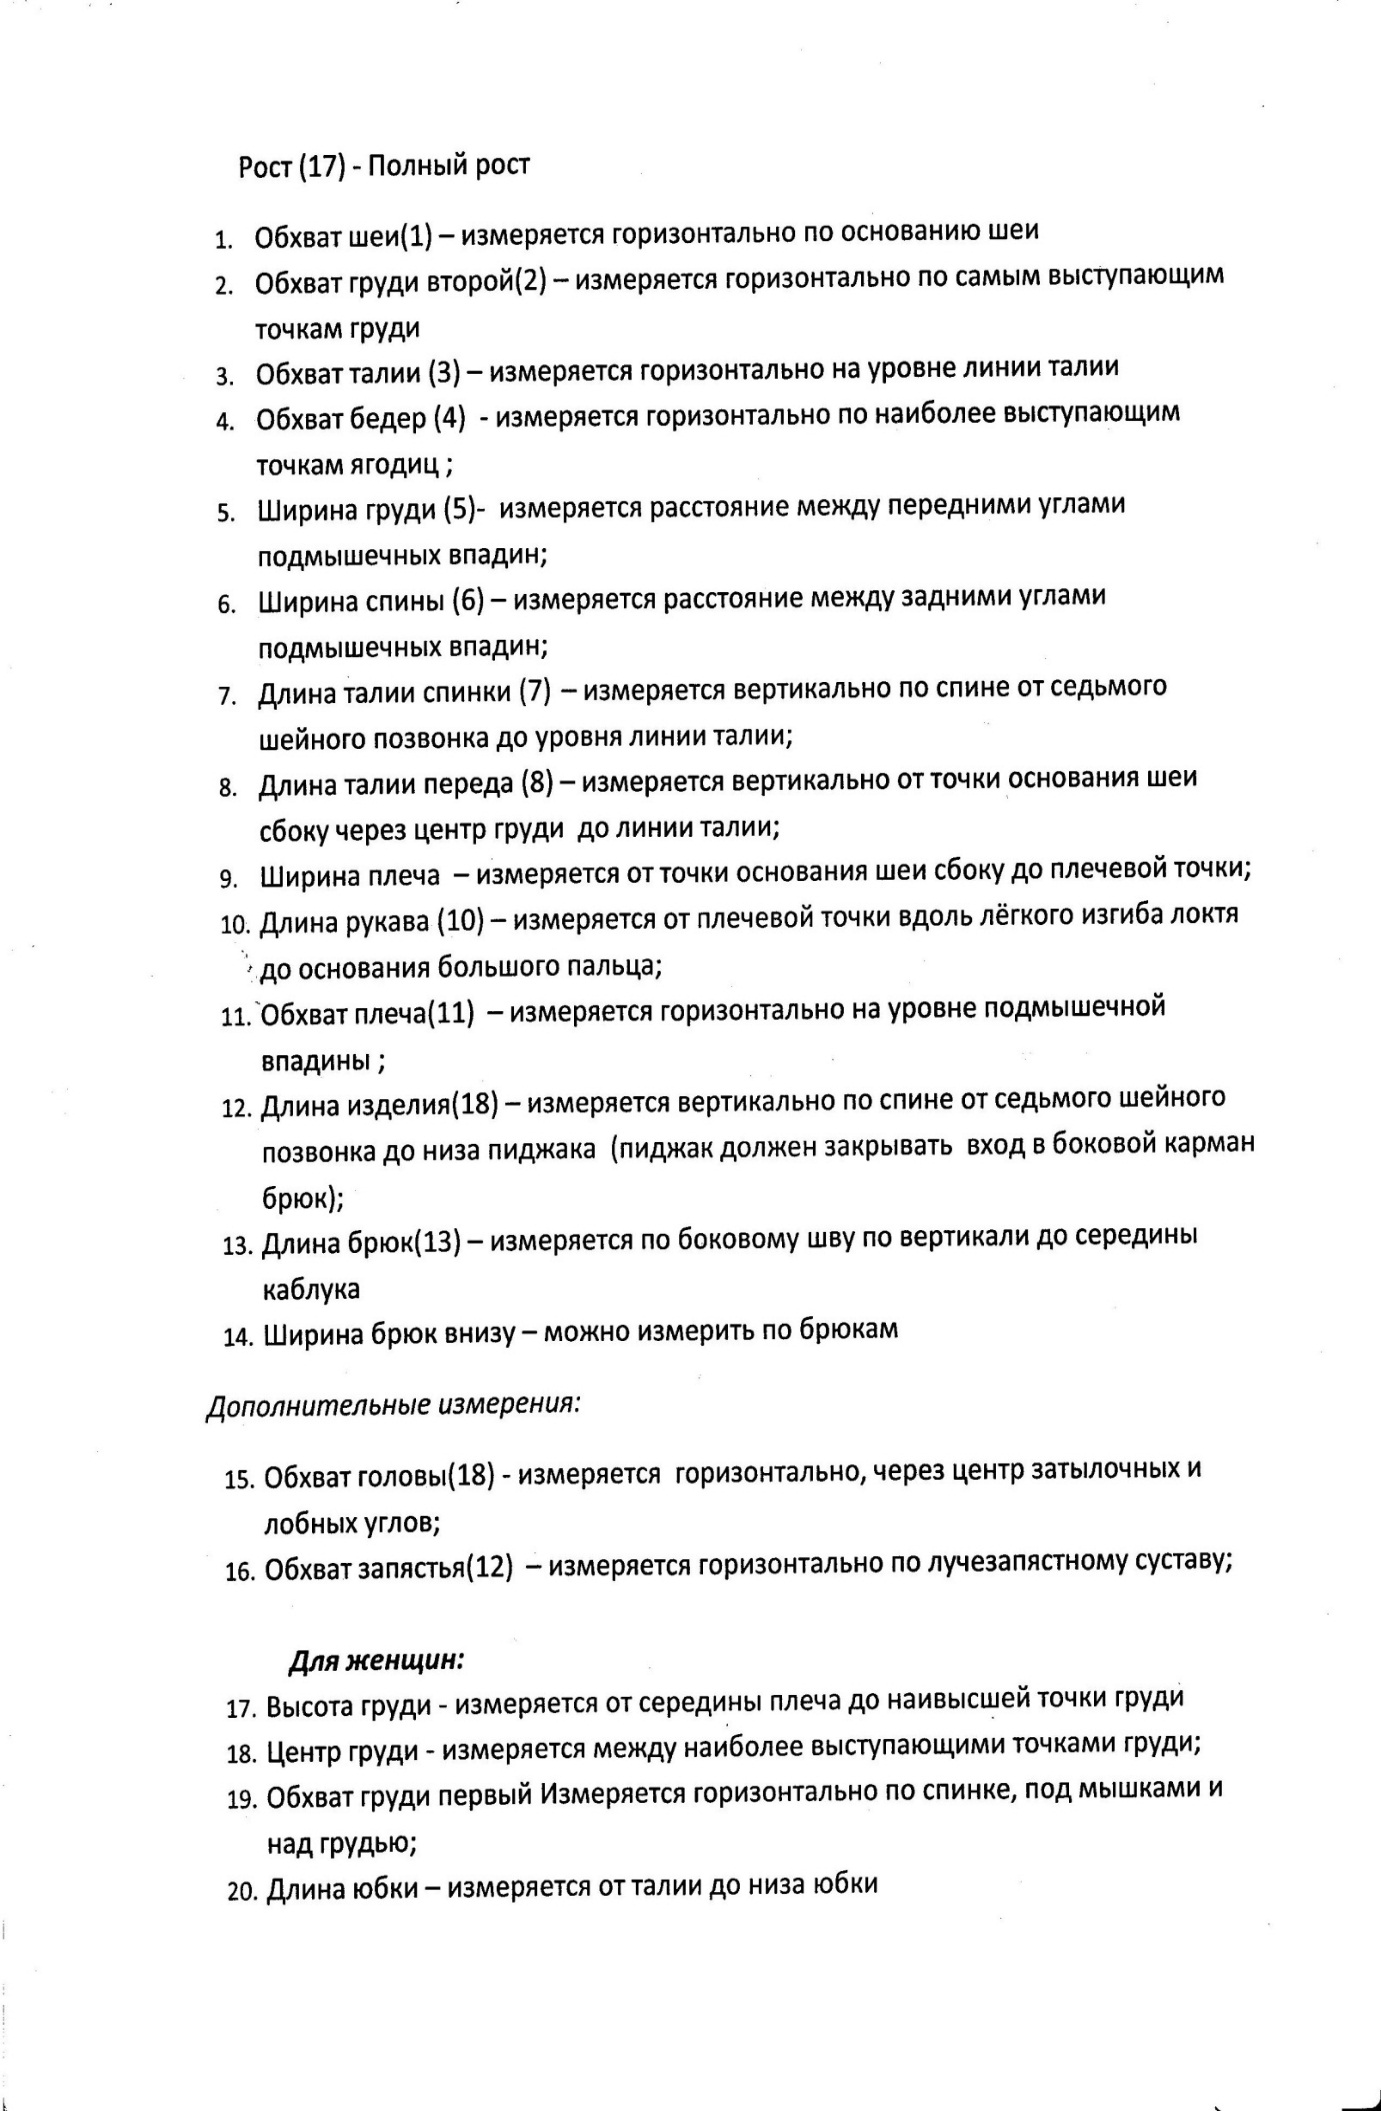 Рост (17) - Полный рост
1. Обхват шеи(1) – измеряется горизонтально по основанию шеи
2. Обхват груди второй(2) – измеряется горизонтально по самым выступающим
точкам груди
3. Обхват талии (3) – измеряется горизонтально на уровне линии талии
4. Обхват бедер (4) - измеряется горизонтально по наиболее выступающим
точкам ягодиц ;
5. Ширина груди (5)- измеряется расстояние между передними углами
подмышечных впадин;
6. Ширина спины (6) – измеряется расстояние между задними углами
подмышечных впадин;
7. Длина талии спинки (7) – измеряется вертикально по спине от седьмого
шейного позвонка до уровня линии талии;
8. Длина талии переда (8) – измеряется вертикально от точки основания шеи
сбоку через центр груди до линии талии;
9. Ширина плеча – измеряется от точки основания шеи сбоку до плечевой точки;
10. Длина рукава (10) – измеряется от плечевой точки вдоль лёгкого изгиба локтя
до основания большого пальца;
11. Обхват плеча(11) – измеряется горизонтально на уровне подмышечной
впадины ;
12. Длина изделия(18) – измеряется вертикально по спине от седьмого шейного
позвонка до низа пиджака (пиджак должен закрывать вход в боковой карман
брюк);
13. Длина брюк(13) – измеряется по боковому шву по вертикали до середины
каблука
14. Ширина брюк внизу – можно измерить по брюкам
Дополнительные измерения:
15. Обхват головы(18) - измеряется горизонтально, через центр затылочных и
лобных углов;
16. Обхват запястья(12) – измеряется горизонтально по лучезапястному суставу;
Для женщин:
17. Высота груди - измеряется от середины плеча до наивысшей точки груди
18. Центр груди - измеряется между наиболее выступающими точками груди;
19. Обхват груди первый Измеряется горизонтально по спинке, под мышками и
над грудью;
20. Длина юбки – измеряется от талии до низа юбки